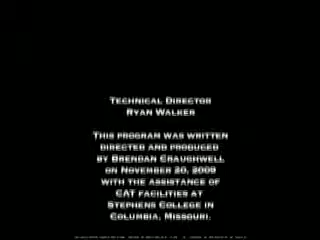 Technical Director
Ryan Walker
This program was written
directed and produced
by Brendan Craughwell
on November 20, 2009
with the assistance of
CAT facilities at
Stephens College in
Columbia, Missouri.